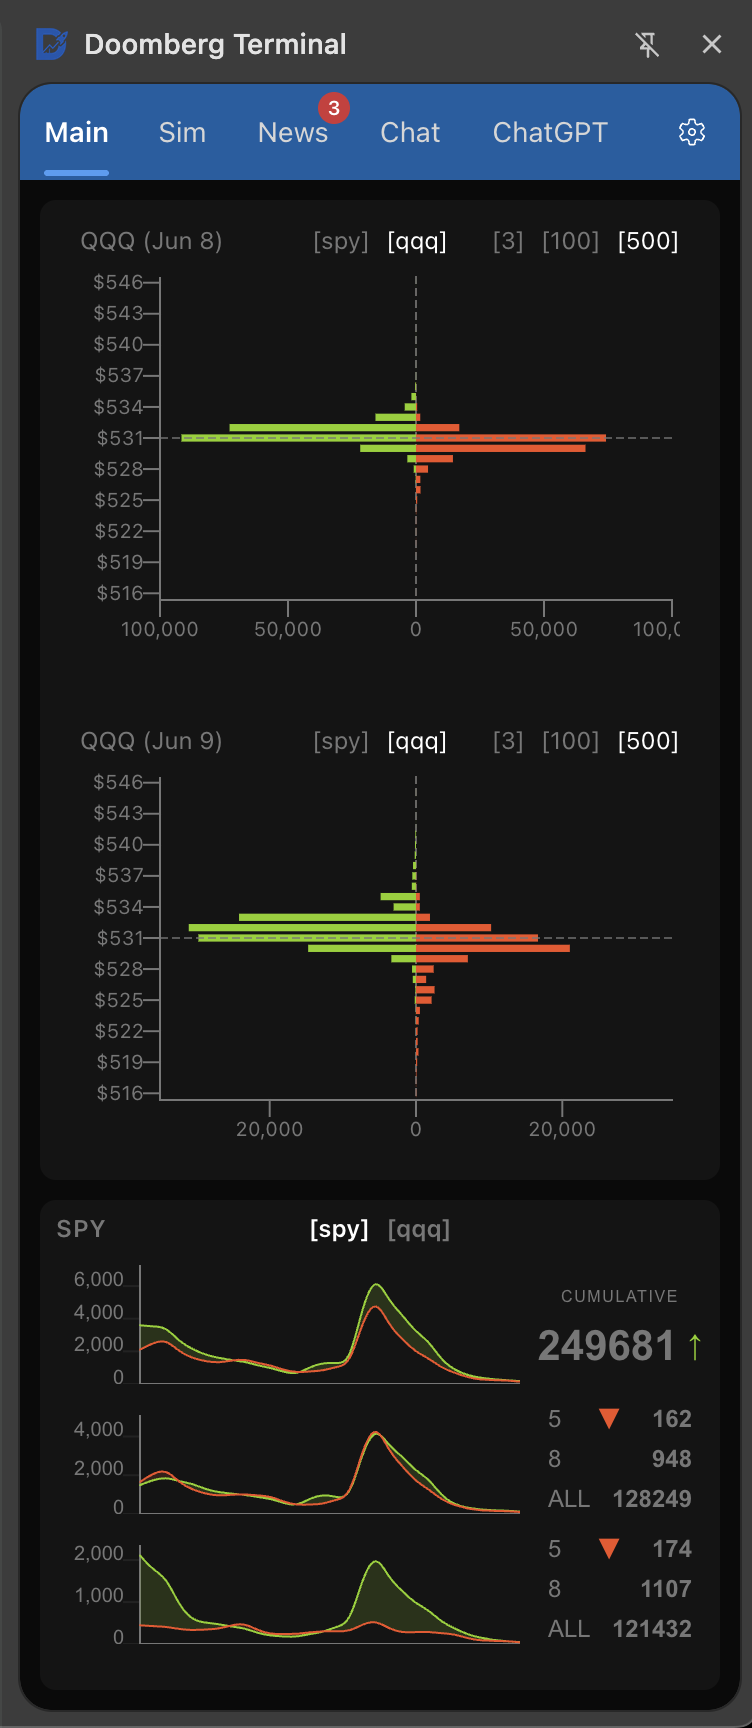 Doomberg Terminal
Main Sim News 3 Chat ChatGPT
QQQ (Jun 8) [spy] [qqq] [3] [100] [500]
$546
$543
$540
$537
$534
$531
$528
$525
$522
$519
$516
100,000 50,000 0 50,000 100,0
QQQ (Jun 9) [spy] [qqq] [3] [100] [500]
$546
$543
$540
$537
$534
$531
$528
$525
$522
$519
$516
20,000 0 20,000
SPY [spy] [qqq]
6,000
4,000
2,000
0
CUMULATIVE
249681 ↑
4,000
2,000
0
5 ▼ 162
8 948
ALL 128249
2,000
1,000
0
5 ▼ 174
8 1107
ALL 121432